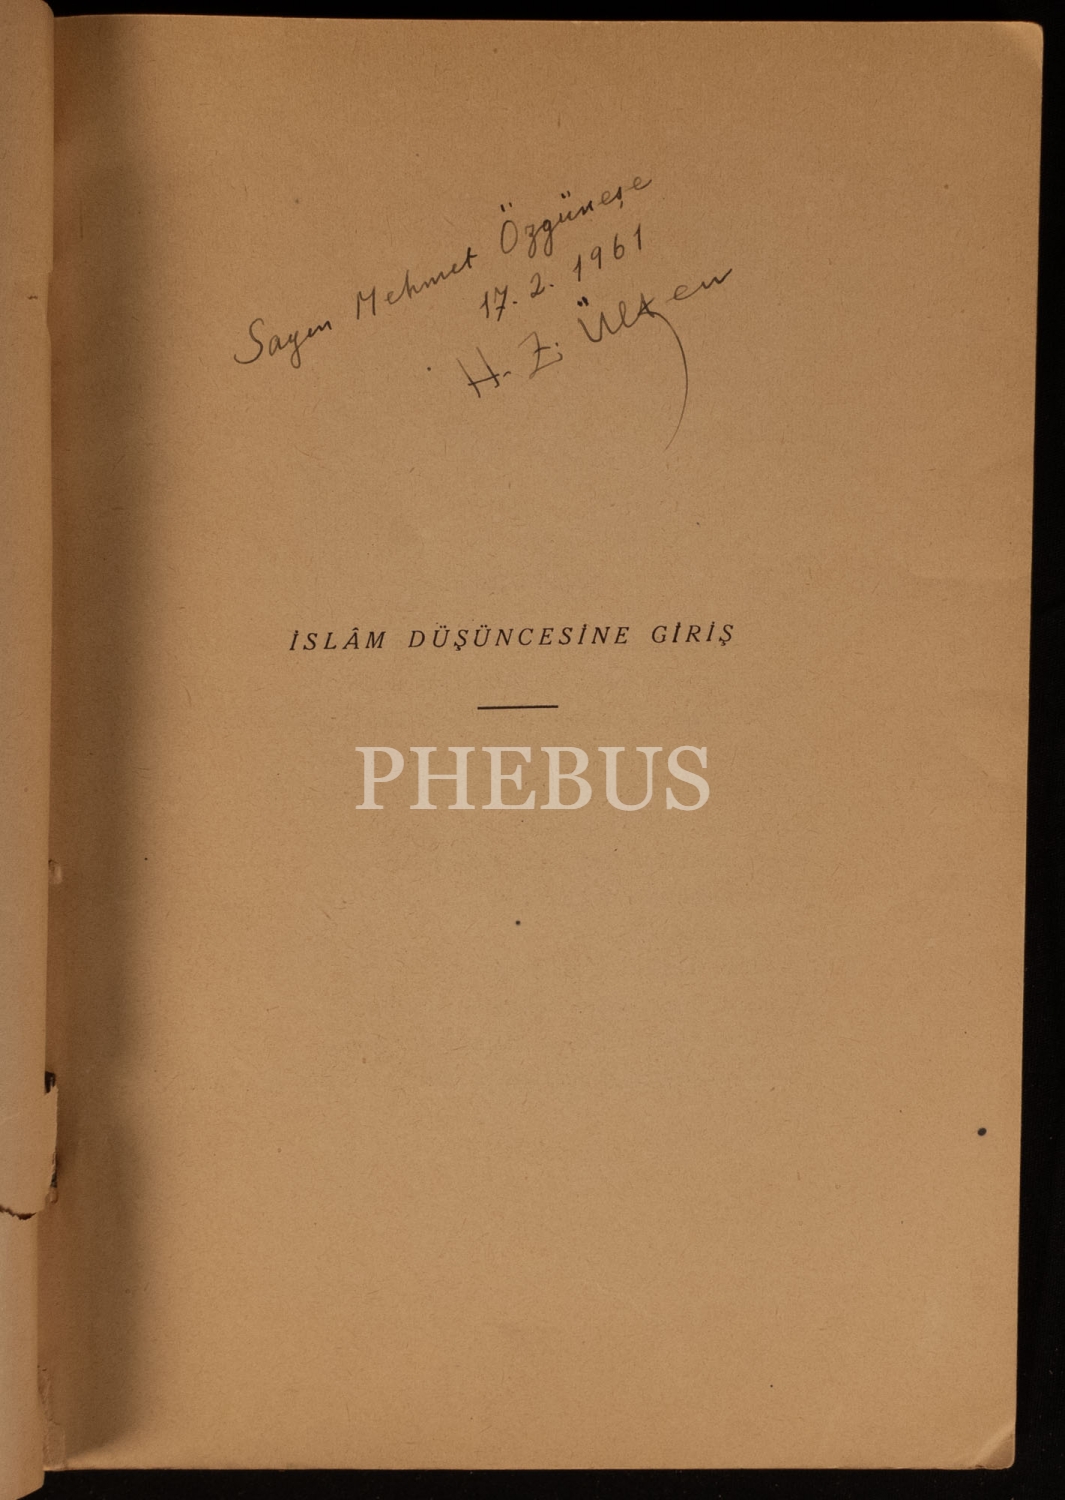 Sayın Mehmet Özgüneşe
17. 2. 1961
H. Z. Ülken
İSLÂM DÜŞÜNCESİNE GİRİŞ
PHEBUS